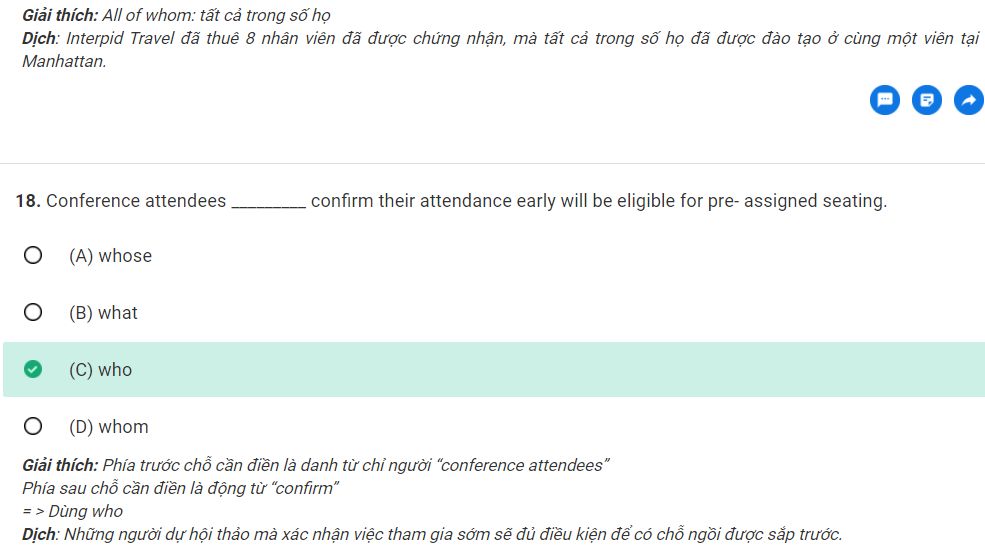 Giải thích: All of whom: tất cả trong số họ
Dịch: Interpid Travel đã thuê 8 nhân viên đã được chứng nhận, mà tất cả trong số họ đã được đào tạo ở cùng một viên tại
Manhattan.
18. Conference attendees _________ confirm their attendance early will be eligible for pre- assigned seating.
(A) whose
(B) what
(C) who
(D) whom
Giải thích: Phía trước chỗ cần điền là danh từ chỉ người “conference attendees”
Phía sau chỗ cần điền là động từ “confirm”
= > Dùng who
Dịch: Những người dự hội thảo mà xác nhận việc tham gia sớm sẽ đủ điều kiện để có chỗ ngồi được sắp trước.